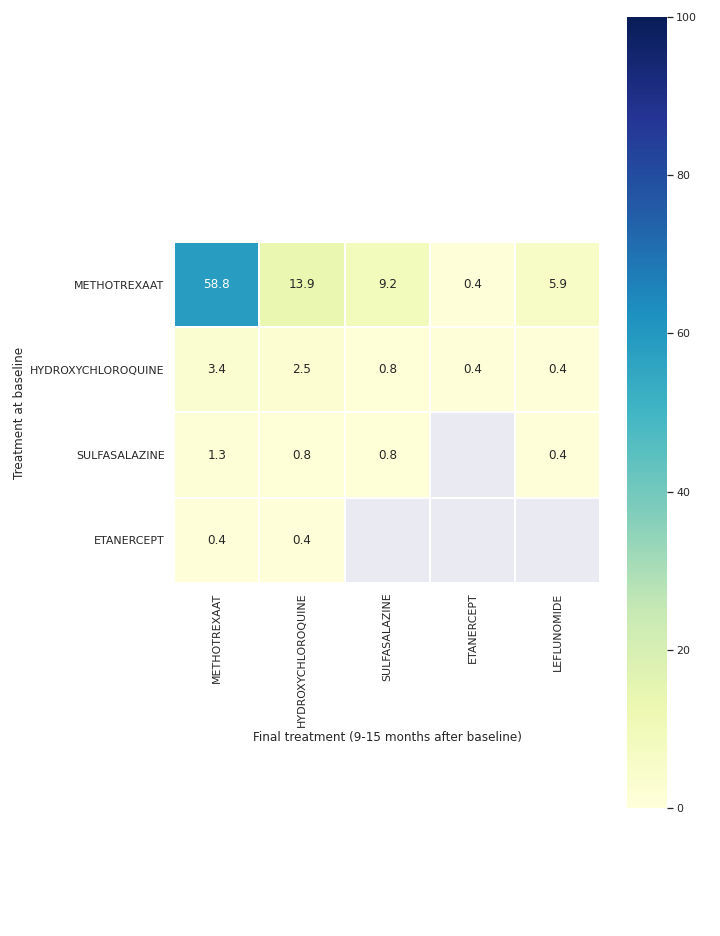 100
80
60
40
20
0
Treatment at baseline
METHOTREXAAT
58.8 13.9 9.2 0.4 5.9
HYDROXYCHLOROQUINE
3.4 2.5 0.8 0.4 0.4
SULFASALAZINE
1.3 0.8 0.8 0.4
ETANERCEPT
0.4 0.4
METHOTREXAAT
HYDROXYCHLOROQUINE
SULFASALAZINE
ETANERCEPT
LEFLUNOMIDE
Final treatment (9-15 months after baseline)